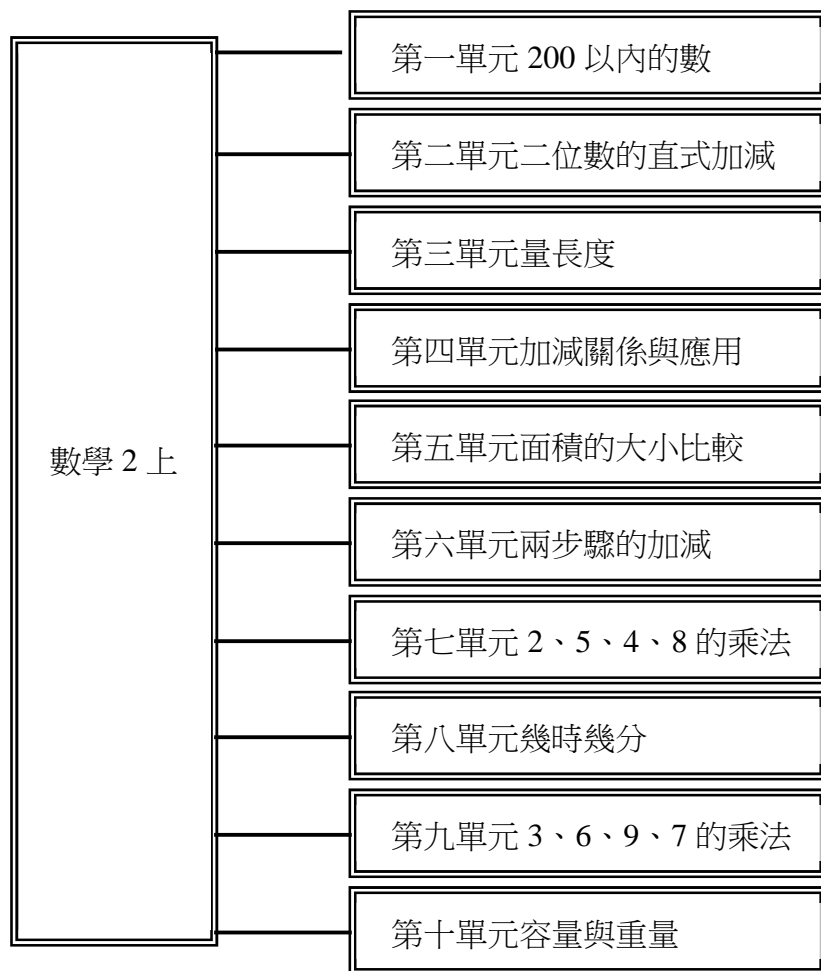 數學 2 上
第一單元 200 以內的數
第二單元二位數的直式加減
第三單元量長度
第四單元加減關係與應用
第五單元面積的大小比較
第六單元兩步驟的加減
第七單元 2、5、4、8 的乘法
第八單元幾時幾分
第九單元 3、6、9、7 的乘法
第十單元容量與重量